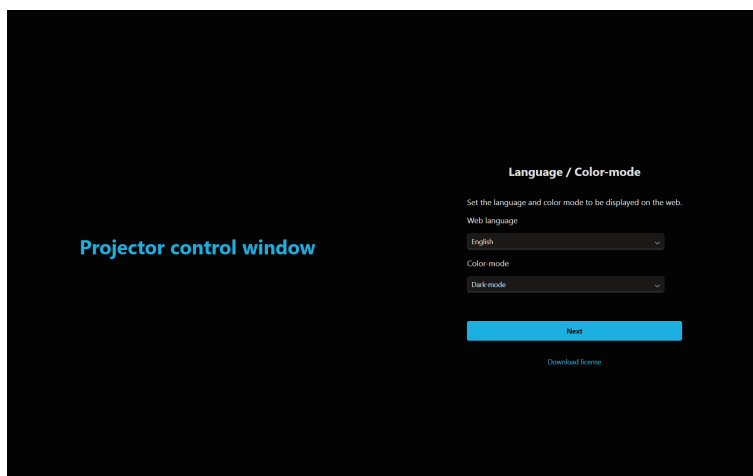 Projector control window
Language / Color-mode
Set the language and color mode to be displayed on the web.
Web language
English
Color-mode
Dark-mode
Next
Download license